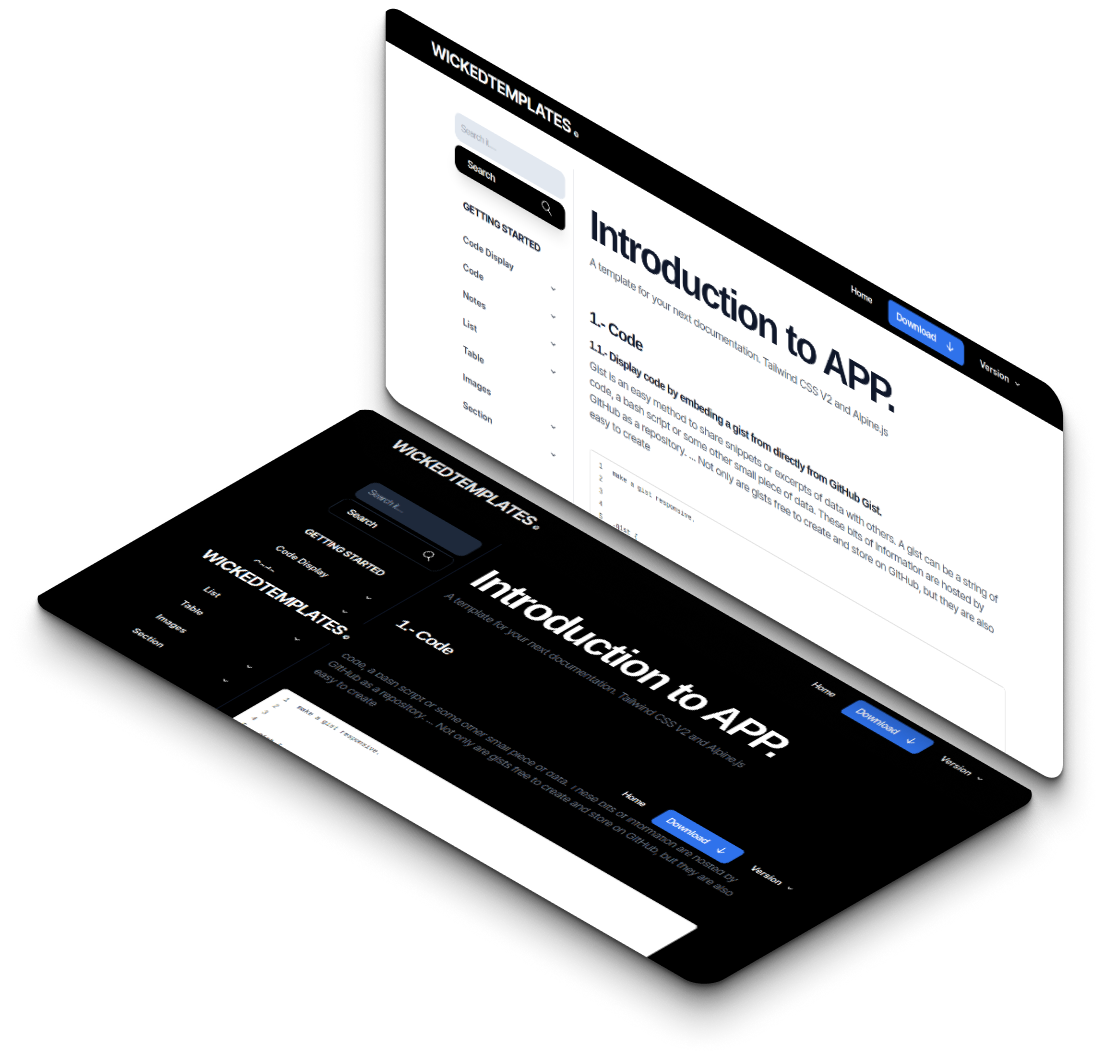 WICKEDTEMPLATES
Home
Download
Version
Search it...
Search
GETTING STARTED
Code Display
Code
Notes
List
Table
Images
Section
Introduction to APP.
A template for your next documentation. Tailwind CSS V2 and Alpine.js
1.- Code
1.1.- Display code by embeding a gist from directly from GitHub Gist.
Gist is an easy method to share snippets or excerpts of data with others. A gist can be a string of
code, a bash script or some other small piece of data. These bits of information are hosted by
GitHub as a repository. ... Not only are gists free to create and store on GitHub, but they are also
easy to create
1 make a gist responsive.
2
3
4
5 .gist {
WICKEDTEMPLATES
Search it...
Search
GETTING STARTED
Code Display
WICKEDTEMPLATES
List
Table
Images
Section
Introduction to APP.
A template for your next documentation. Tailwind CSS V2 and Alpine.js
1.- Code
Home
Download
Version
code, a bash script or some other small piece of data. These bits of information are hosted by
GitHub as a repository. ... Not only are gists free to create and store on GitHub, but they are also
easy to create
Home
Download
Version
1 make a gist responsive.
2
3
4